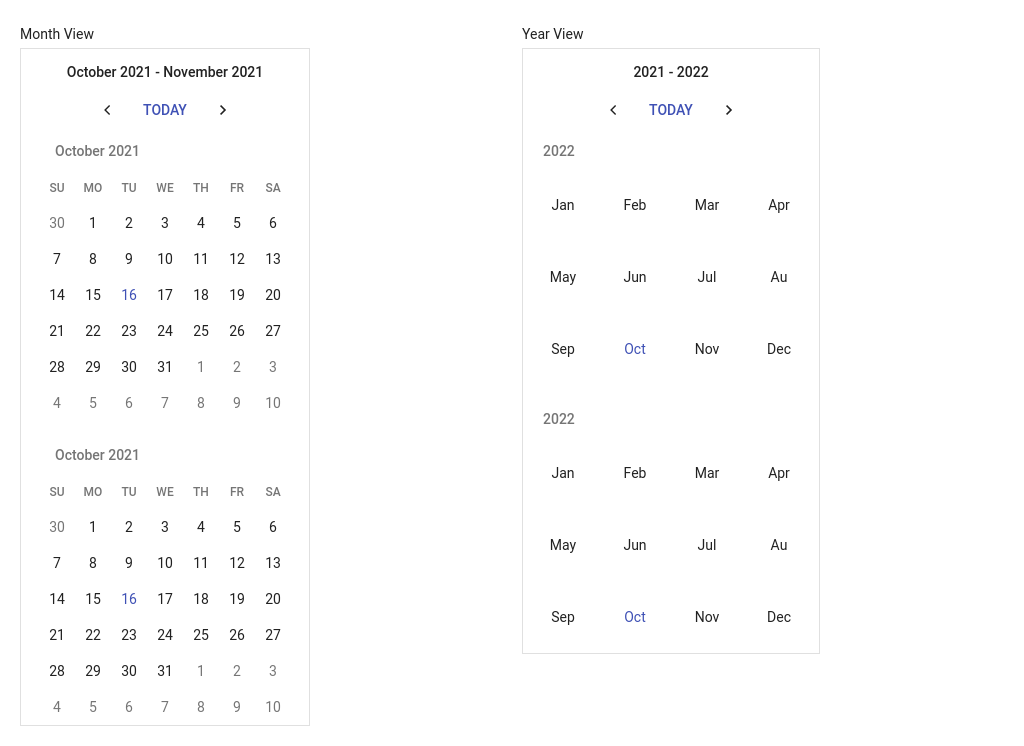 Month View
October 2021 - November 2021
TODAY
October 2021
SU MO TU WE TH FR SA
30 1 2 3 4 5 6
7 8 9 10 11 12 13
14 15 16 17 18 19 20
21 22 23 24 25 26 27
28 29 30 31 1 2 3
4 5 6 7 8 9 10
October 2021
SU MO TU WE TH FR SA
30 1 2 3 4 5 6
7 8 9 10 11 12 13
14 15 16 17 18 19 20
21 22 23 24 25 26 27
28 29 30 31 1 2 3
4 5 6 7 8 9 10
Year View
2021 - 2022
TODAY
2022
Jan Feb Mar Apr
May Jun Jul Au
Sep Oct Nov Dec
2022
Jan Feb Mar Apr
May Jun Jul Au
Sep Oct Nov Dec